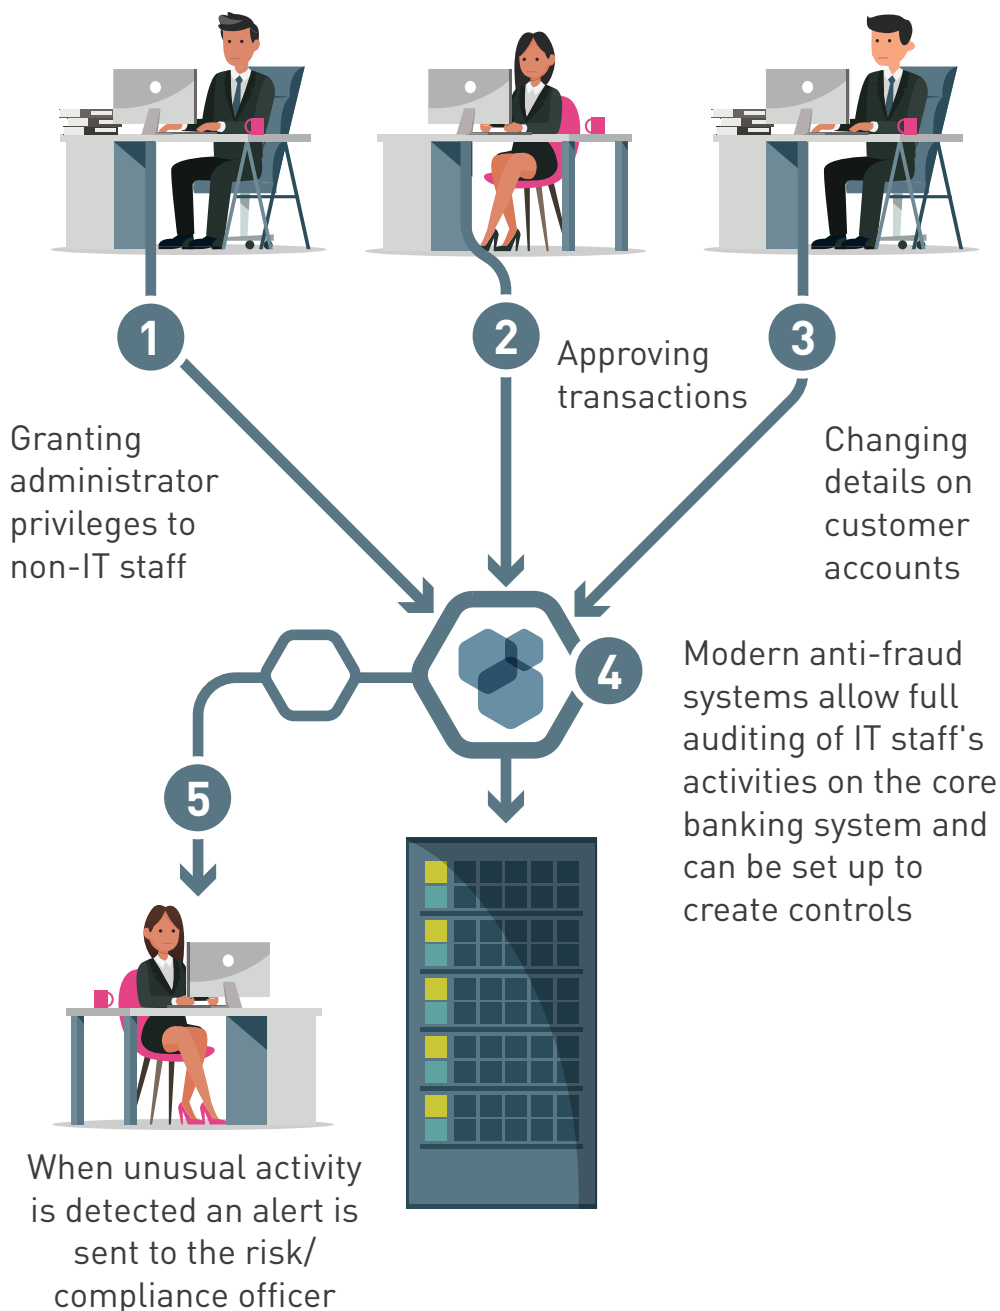 1
2
3
Approving
transactions
Granting
administrator
privileges to
non-IT staff
Changing
details on
customer
accounts
4
Modern anti-fraud
systems allow full
auditing of IT staff's
activities on the core
banking system and
can be set up to
create controls
5
When unusual activity
is detected an alert is
sent to the risk/
compliance officer